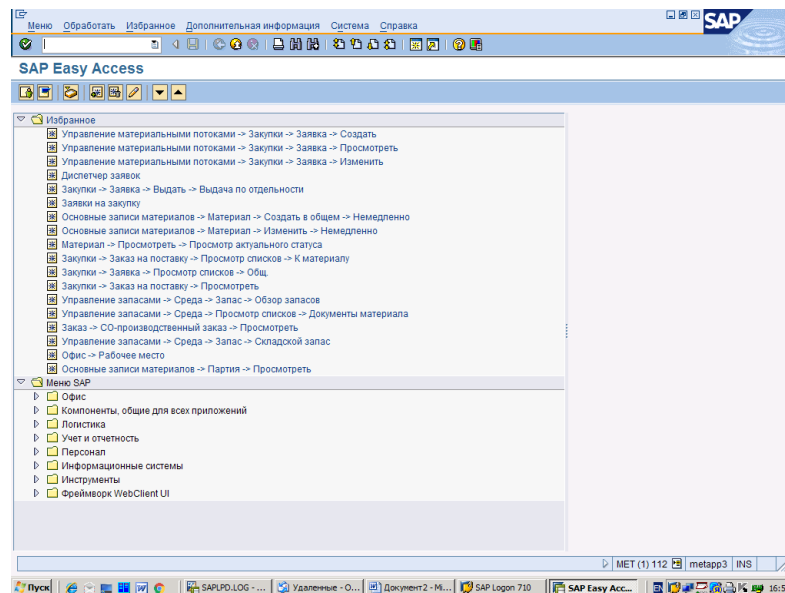 Меню Обработать Избранное Дополнительная информация Система Справка
SAP
SAP Easy Access
Избранное
Управление материальными потоками -> Закупки -> Заявка -> Создать
Управление материальными потоками -> Закупки -> Заявка -> Просмотреть
Управление материальными потоками -> Закупки -> Заявка -> Изменить
Диспетчер заявок
Закупки -> Заявка -> Выдать -> Выдача по отдельности
Заявки на закупку
Основные записи материалов -> Материал -> Создать в общем -> Немедленно
Основные записи материалов -> Материал -> Изменить -> Немедленно
Материал -> Просмотреть -> Просмотр актуального статуса
Закупки -> Заказ на поставку -> Просмотр списков -> К материалу
Закупки -> Заявка -> Просмотр списков -> Общ.
Закупки -> Заказ на поставку -> Просмотреть
Управление запасами -> Среда -> Запас -> Обзор запасов
Управление запасами -> Среда -> Просмотр списков -> Документы материала
Заказ -> СО-производственный заказ -> Просмотреть
Управление запасами -> Среда -> Запас -> Складской запас
Офис -> Рабочее место
Основные записи материалов -> Партия -> Просмотреть
Меню SAP
Офис
Компоненты, общие для всех приложений
Логистика
Учет и отчетность
Персонал
Информационные системы
Инструменты
Фреймворк WebClient UI
MET (1) 112 metapp3 INS
Пуск SAPLPD.LOG - ... Удаленные - О... Документ2 - Mi... SAP Logon 710 SAP Easy Acc... EN 16:5